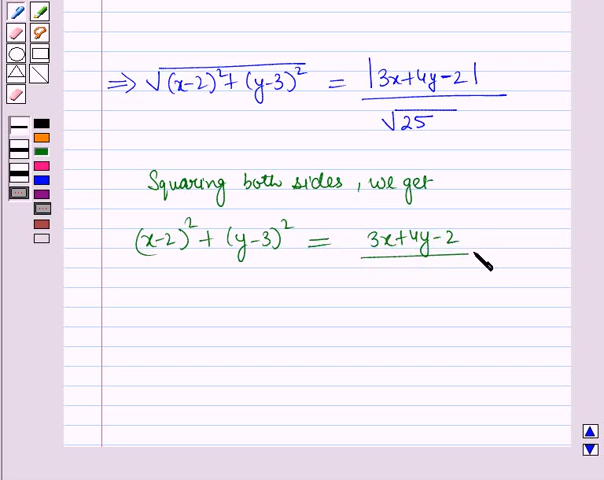 ⇒ √(x-2)² + (y-3)² = |3x+4y-2| / √25
Squaring both sides, we get
(x-2)² + (y-3)² = 3x+4y-2